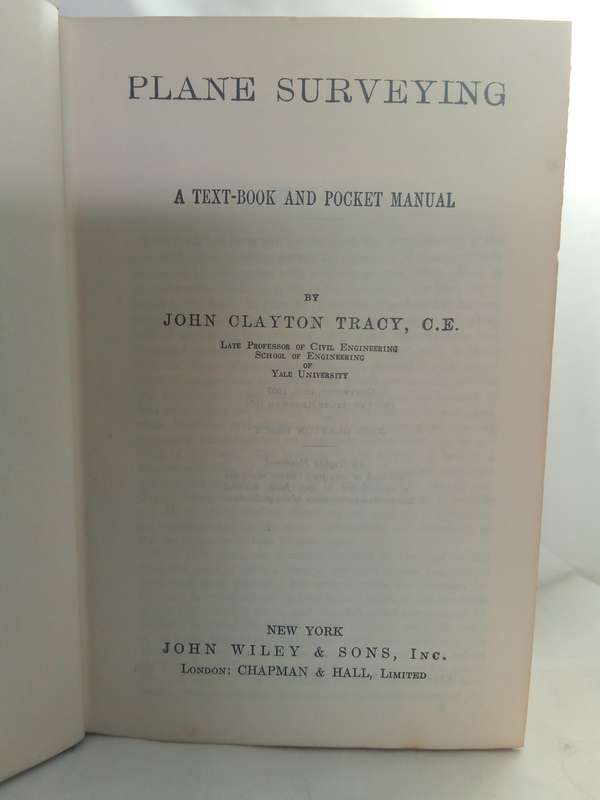 PLANE SURVEYING
A TEXT-BOOK AND POCKET MANUAL
BY
JOHN CLAYTON TRACY, C.E.
LATE PROFESSOR OF CIVIL ENGINEERING
SCHOOL OF ENGINEERING
OF
YALE UNIVERSITY
NEW YORK
JOHN WILEY & SONS, INC.
LONDON: CHAPMAN & HALL, LIMITED